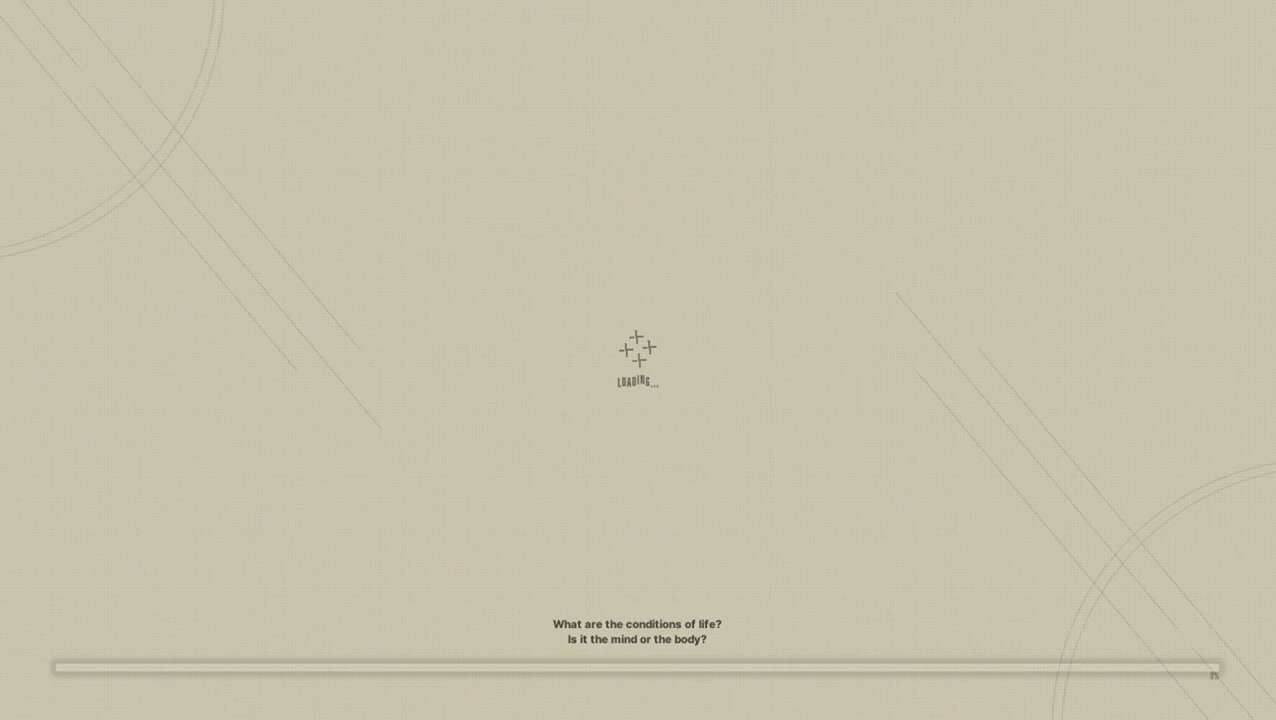 LOADING...
What are the conditions of life?
Is it the mind or the body?